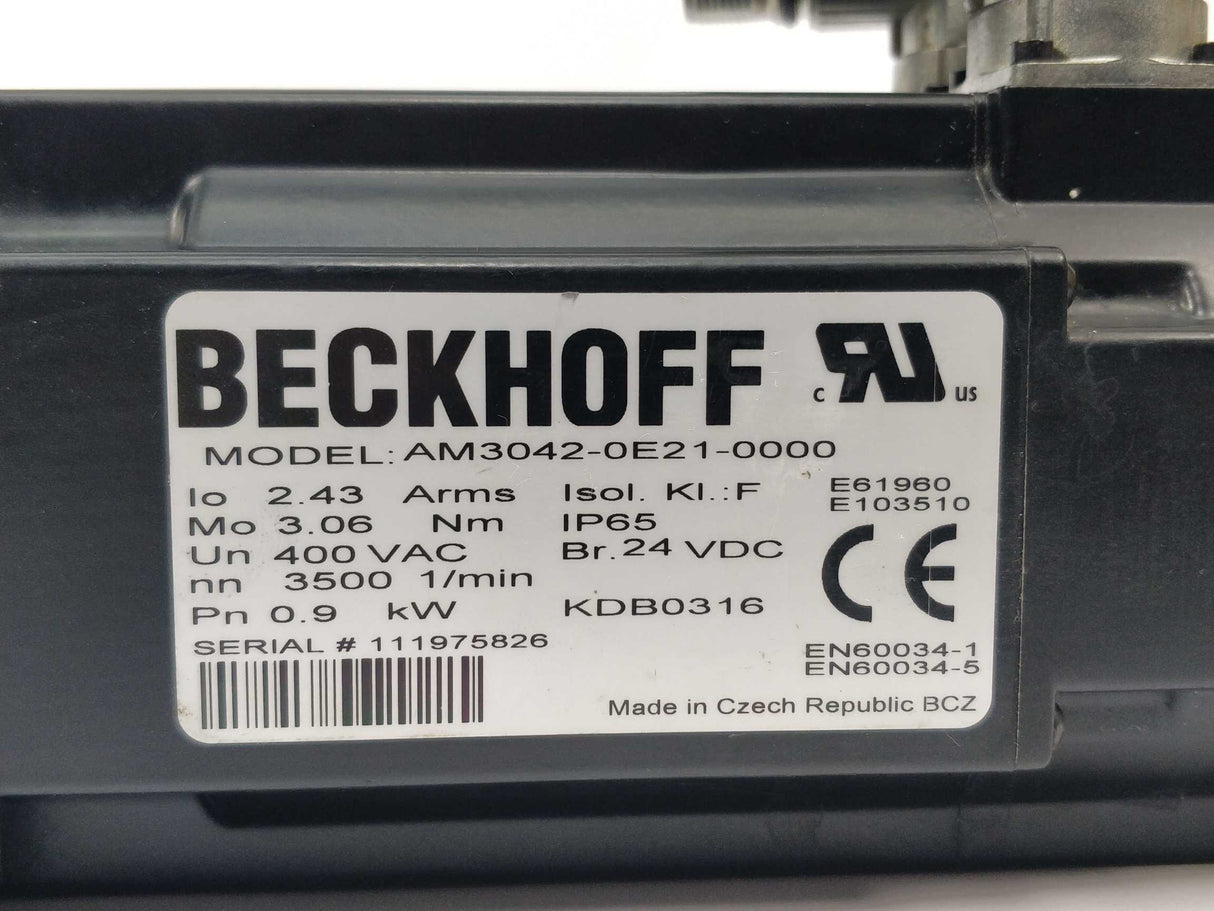 BECKHOFF
c RU us
MODEL: AM3042-0E21-0000
Io 2.43 Arms Isol. Kl.:F E61960
E103510
Mo 3.06 Nm IP65
Un 400 VAC Br. 24 VDC
CE
nn 3500 1/min
Pn 0.9 kW KDB0316
SERIAL # 111975826
EN60034-1
EN60034-5
Made in Czech Republic BCZ